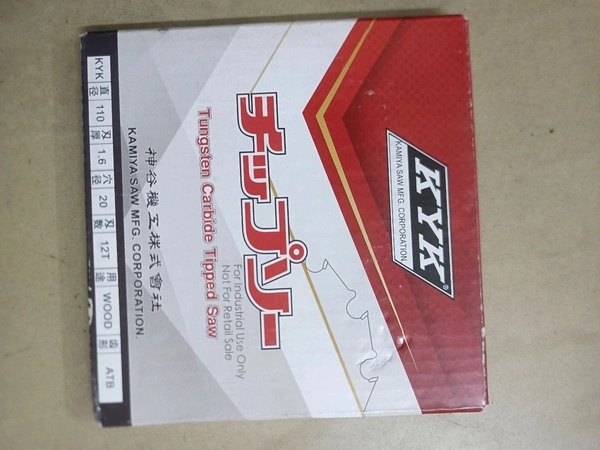 KYK®
KAMIYA SAW MFG. CORPORATION
チップソー
Tungsten Carbide Tipped Saw
For Industrial Use Only
Not For Retail Sale
神谷機工株式會社
KAMIYA SAW MFG. CORPORATION.
KYK 直径 110 刃厚 1.6 穴径 20 刃数 12T 用途 WOOD 齿形 ATB